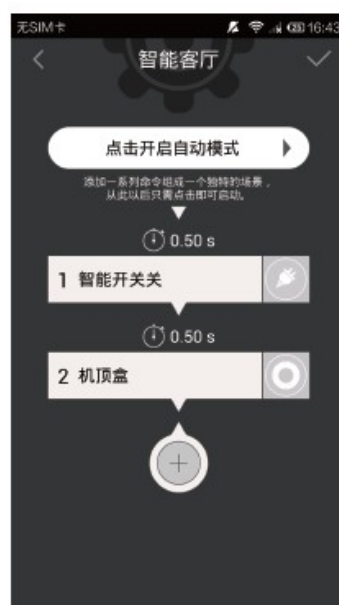 无SIM卡 16:43
智能客厅
点击开启自动模式
添加一系列命令组成一个独特的场景，
从此以后只需点击即可启动。
0.50 s
1 智能开关关
0.50 s
2 机顶盒